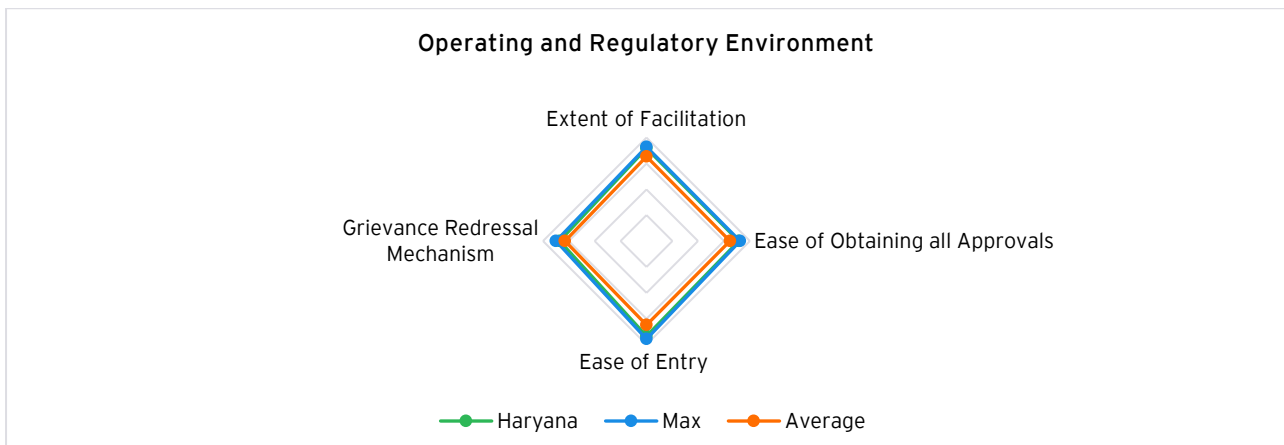 Operating and Regulatory Environment
Extent of Facilitation
Grievance Redressal
Mechanism
Ease of Obtaining all Approvals
Ease of Entry
Haryana Max Average